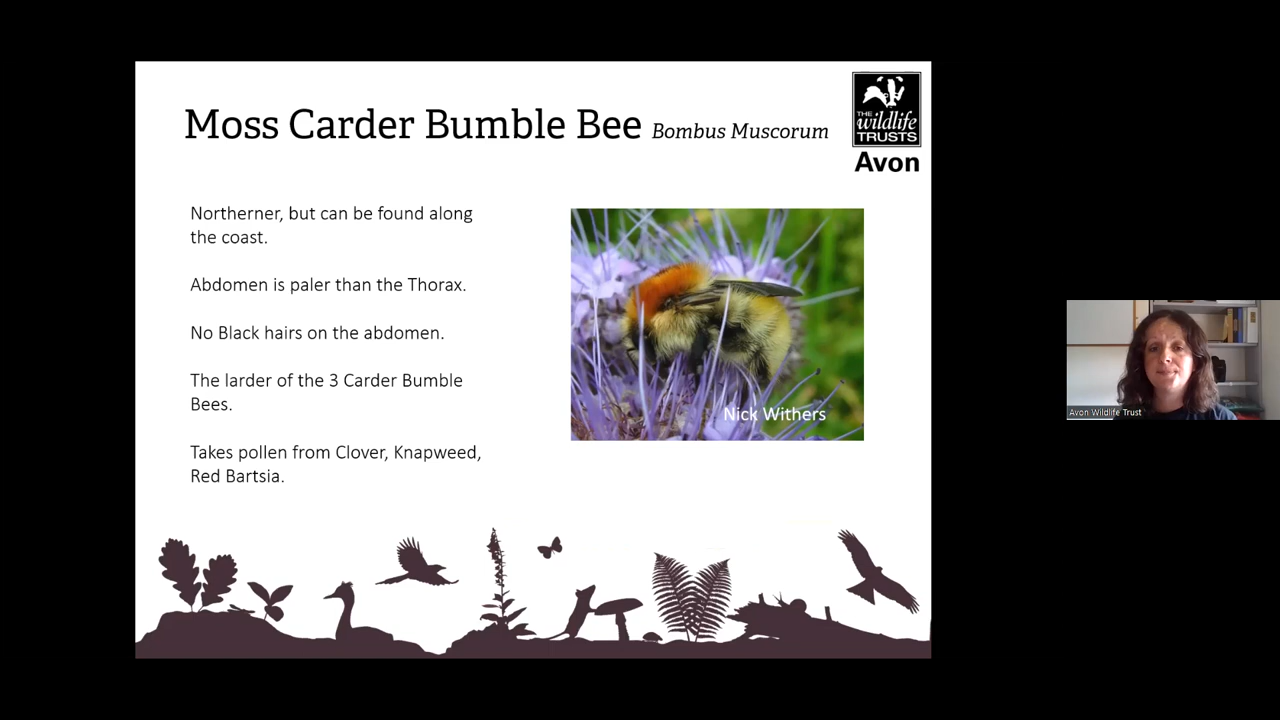 Moss Carder Bumble Bee Bombus Muscorum
THE
wildlife
TRUSTS
Avon
Northerner, but can be found along
the coast.
Abdomen is paler than the Thorax.
No Black hairs on the abdomen.
The larder of the 3 Carder Bumble
Bees.
Takes pollen from Clover, Knapweed,
Red Bartsia.
Nick Withers
Avon Wildlife Trust